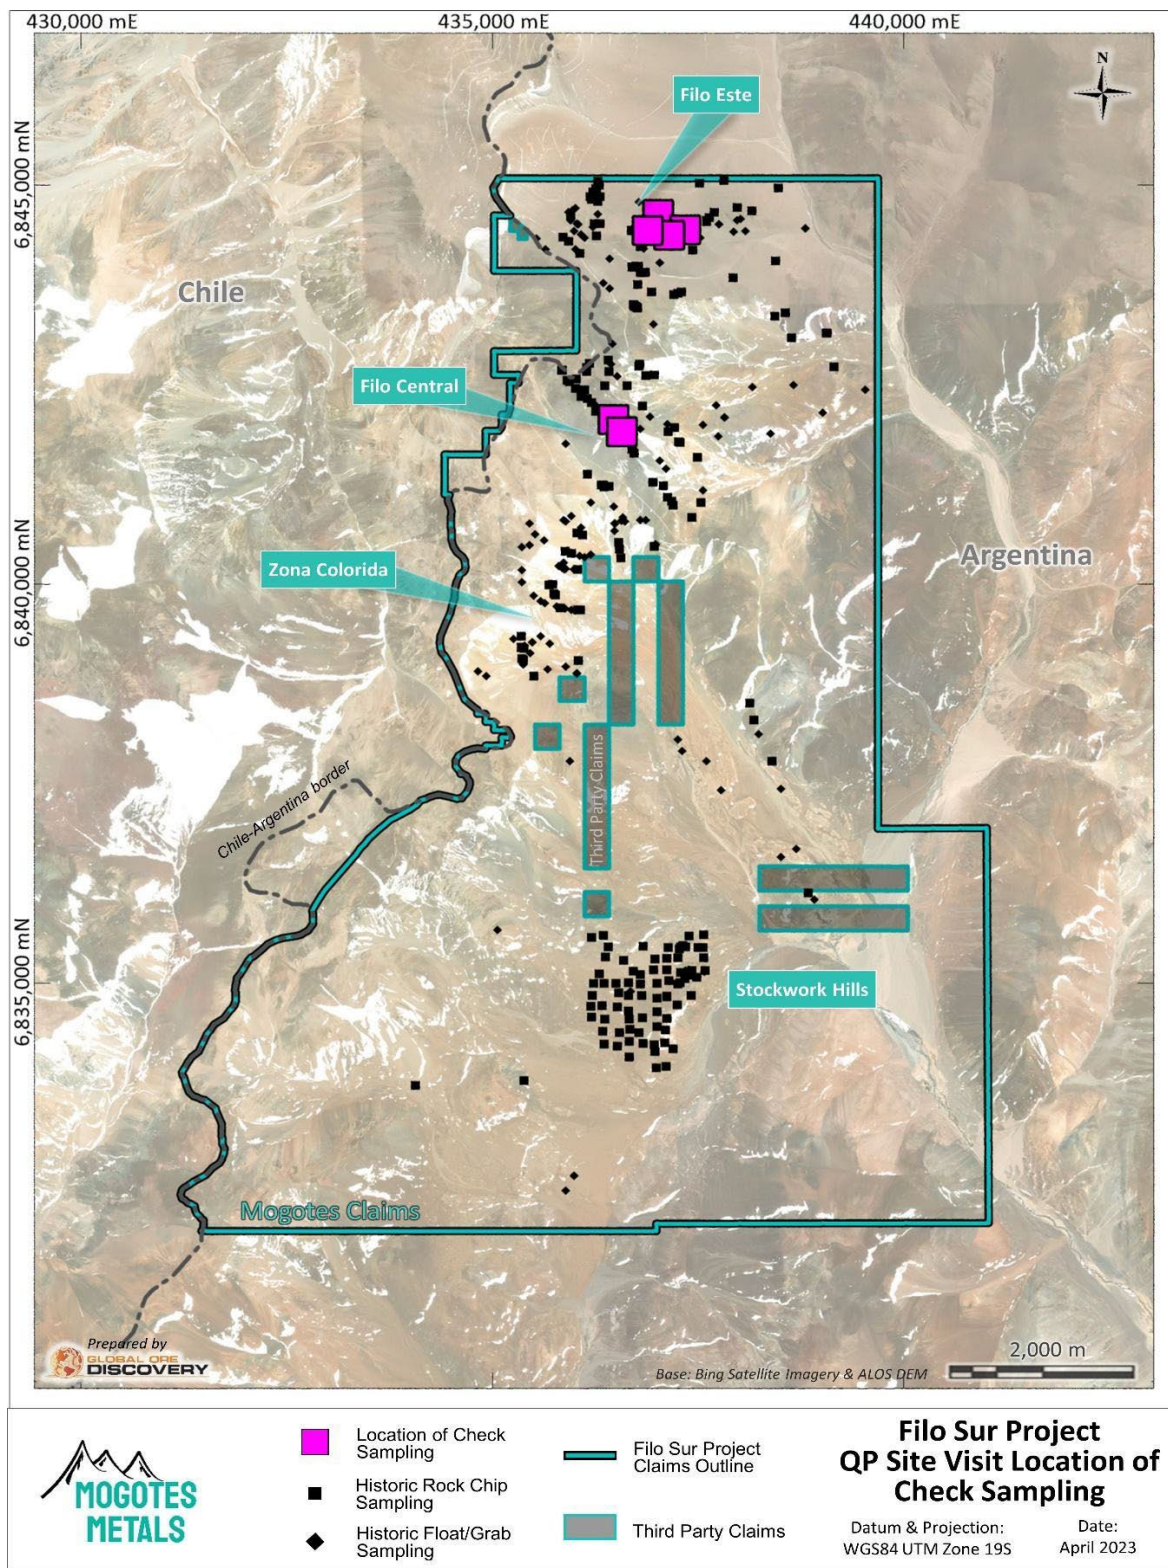 430,000 mE
435,000 mE
440,000 mE
N
Filo Este
6,845,000 mN
Chile
Filo Central
Argentina
Zona Colorida
6,840,000 mN
Third Party Claims
Chile-Argentina border
6,835,000 mN
Stockwork Hills
Mogotes Claims
Prepared by
GLOBAL ORE
DISCOVERY
2,000 m
Base: Bing Satellite Imagery & ALOS DEM
MOGOTES
METALS
Location of Check
Sampling
Historic Rock Chip
Sampling
Historic Float/Grab
Sampling
Filo Sur Project
Claims Outline
Third Party Claims
Filo Sur Project
QP Site Visit Location of
Check Sampling
Datum & Projection:
WGS84 UTM Zone 19S
Date:
April 2023